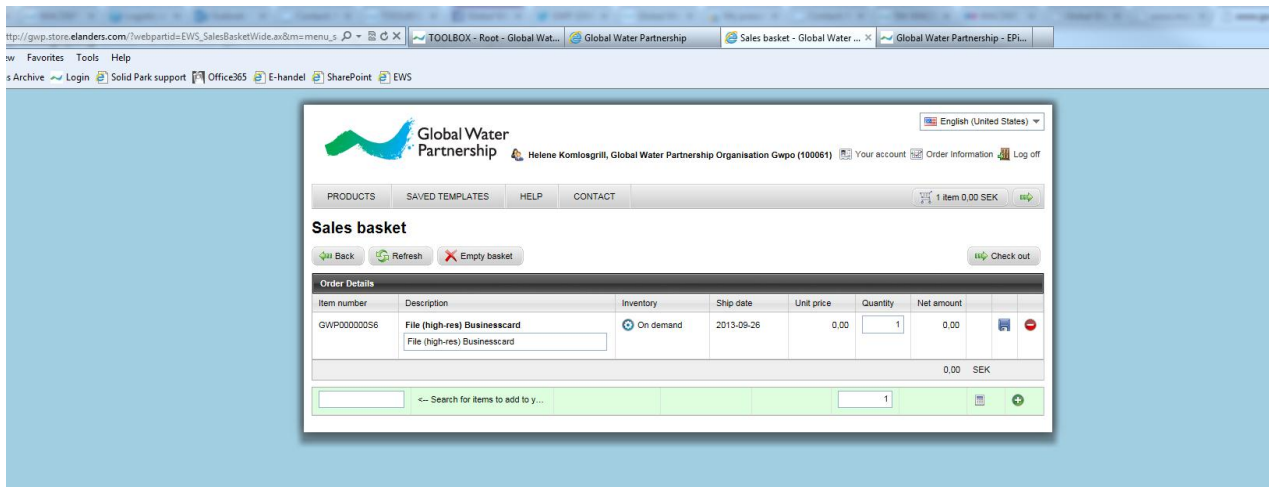 ttp://gwp.store.elanders.com/?webpartid=EWS_SalesBasketWide.ax&m=menu_s
TOOLBOX - Root - Global Wat...
Global Water Partnership
Sales basket - Global Water ...
Global Water Partnership - EPi...
ew Favorites Tools Help
s Archive Login Solid Park support Office365 E-handel SharePoint EWS
English (United States)
Global Water
Partnership
Helene Komlosgrill, Global Water Partnership Organisation Gwpo (100061) Your account Order Information Log off
PRODUCTS SAVED TEMPLATES HELP CONTACT 1 item 0,00 SEK
Sales basket
Back Refresh Empty basket Check out
Order Details
Item number Description Inventory Ship date Unit price Quantity Net amount
GWP000000S6 File (high-res) Businesscard On demand 2013-09-26 0,00 1 0,00
File (high-res) Businesscard
0,00 SEK
<-- Search for items to add to y... 1